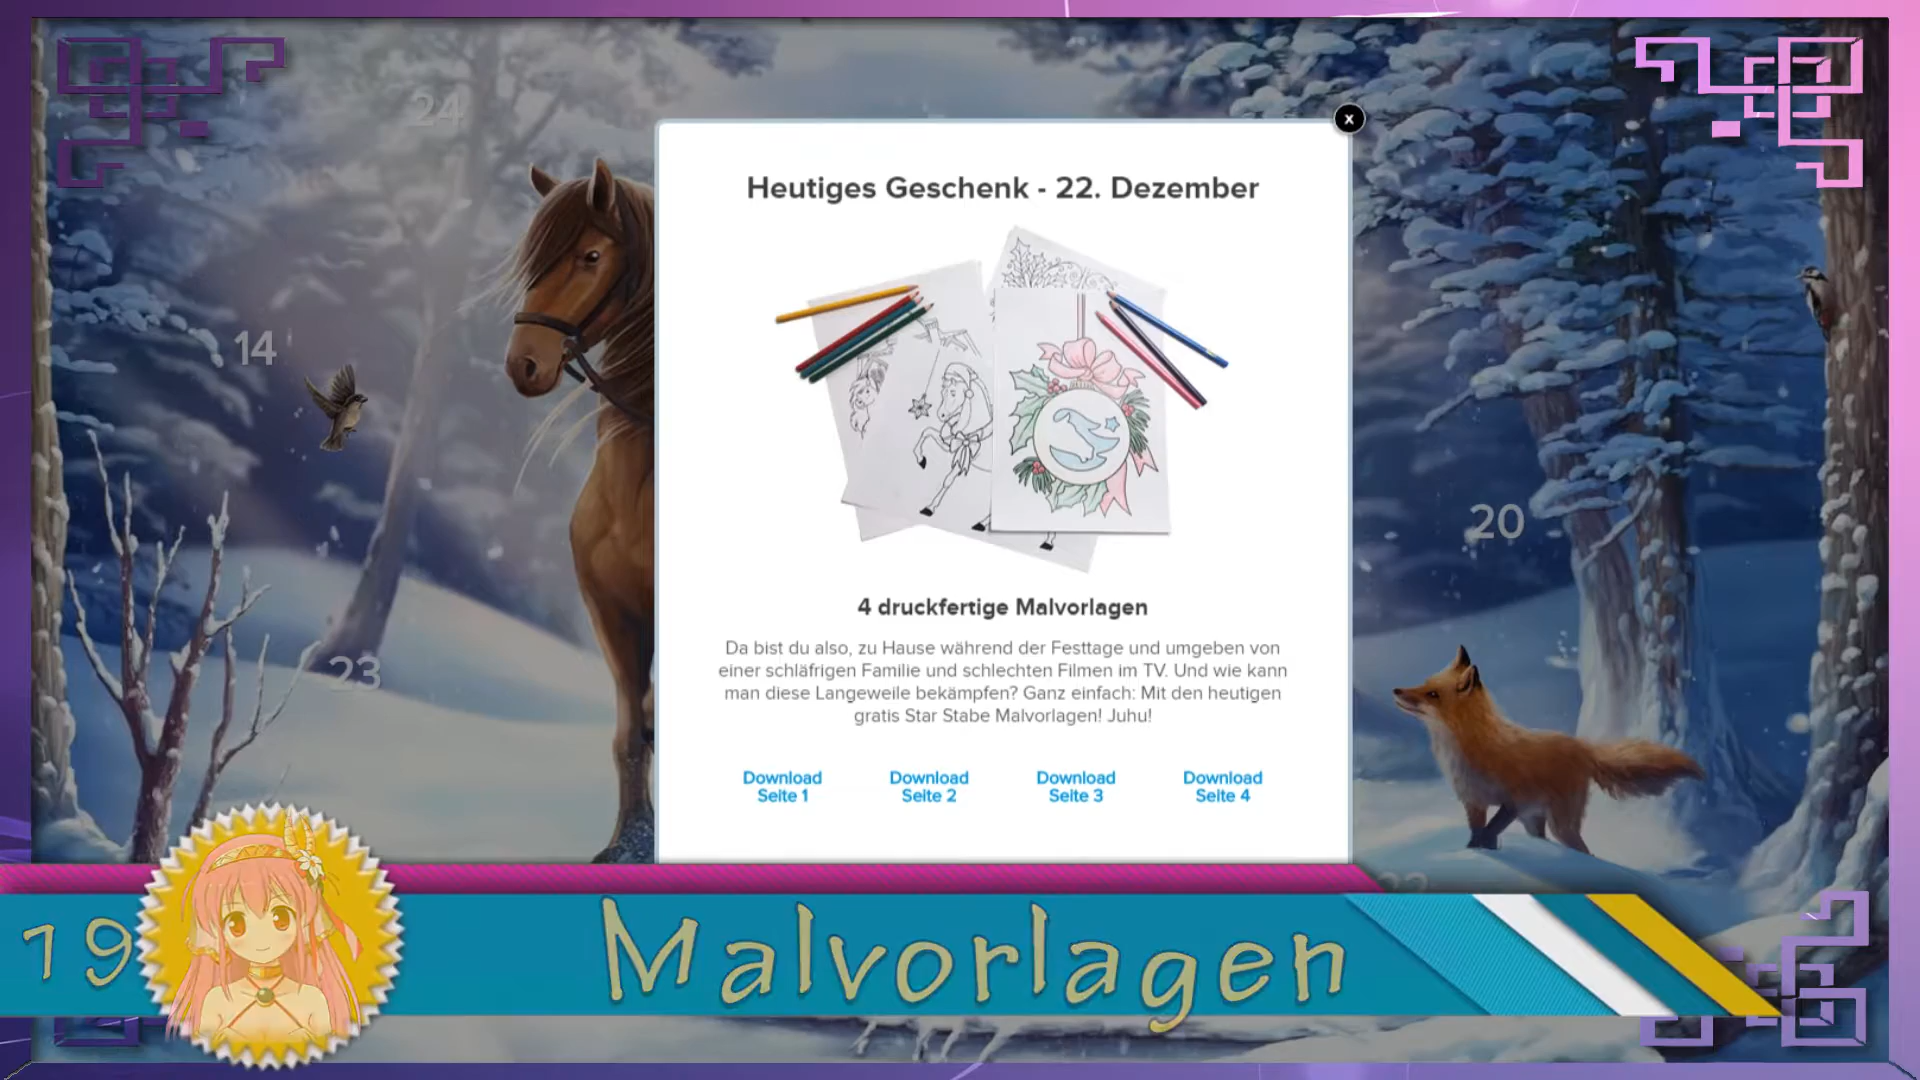 24
x
Heutiges Geschenk - 22. Dezember
14
20
4 druckfertige Malvorlagen
Da bist du also, zu Hause während der Festtage und umgeben von
einer schläfrigen Familie und schlechten Filmen im TV. Und wie kann
man diese Langeweile bekämpfen? Ganz einfach: Mit den heutigen
gratis Star Stabe Malvorlagen! Juhu!
23
Download
Seite 1
Download
Seite 2
Download
Seite 3
Download
Seite 4
22
19
Malvorlagen